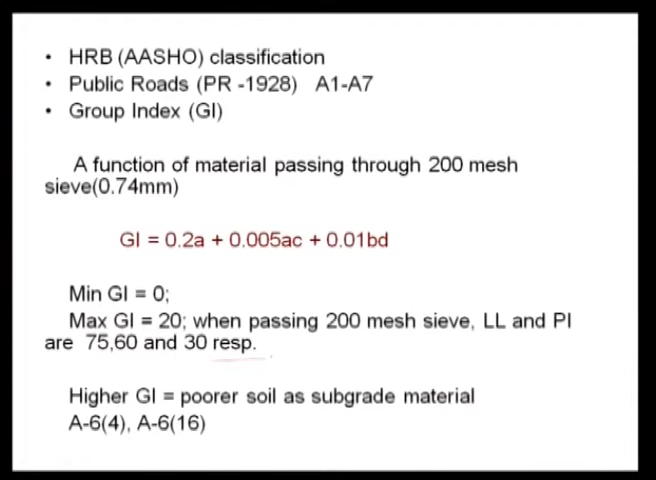 • HRB (AASHO) classification
• Public Roads (PR -1928)   A1-A7
• Group Index (GI)
A function of material passing through 200 mesh
sieve(0.74mm)
GI = 0.2a + 0.005ac + 0.01bd
Min GI = 0;
Max GI = 20; when passing 200 mesh sieve, LL and PI
are 75,60 and 30 resp.
Higher GI = poorer soil as subgrade material
A-6(4), A-6(16)